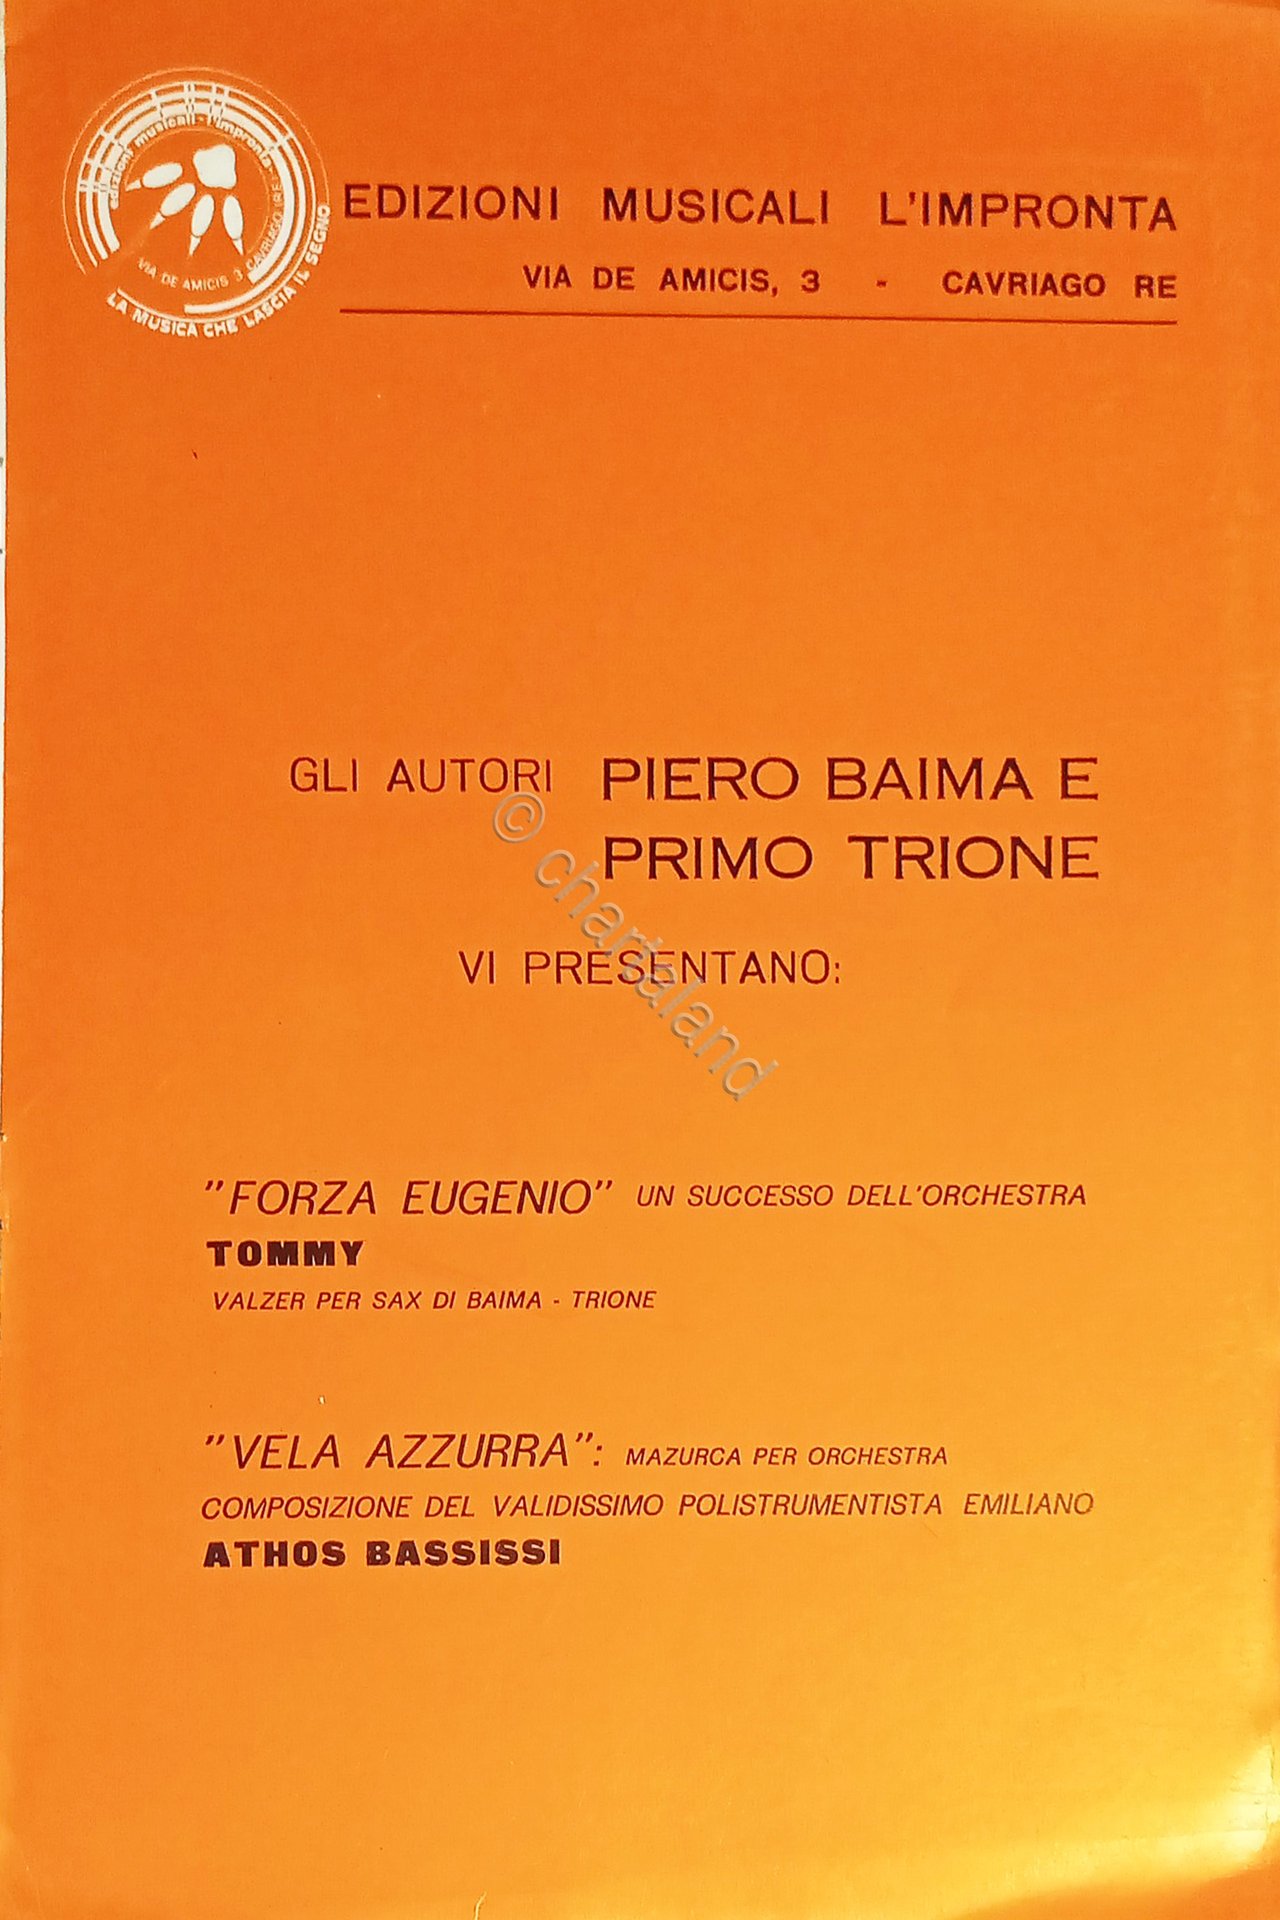 edizioni musicali - l'impronta
VIA DE AMICIS 3 CAVRIAGO (RE)
LA MUSICA CHE LASCIA IL SEGNO
EDIZIONI MUSICALI L'IMPRONTA
VIA DE AMICIS, 3 - CAVRIAGO RE
GLI AUTORI PIERO BAIMA E
PRIMO TRIONE
VI PRESENTANO:
© chartaland
"FORZA EUGENIO" UN SUCCESSO DELL'ORCHESTRA
TOMMY
VALZER PER SAX DI BAIMA - TRIONE
"VELA AZZURRA": MAZURCA PER ORCHESTRA
COMPOSIZIONE DEL VALIDISSIMO POLISTRUMENTISTA EMILIANO
ATHOS BASSISSI